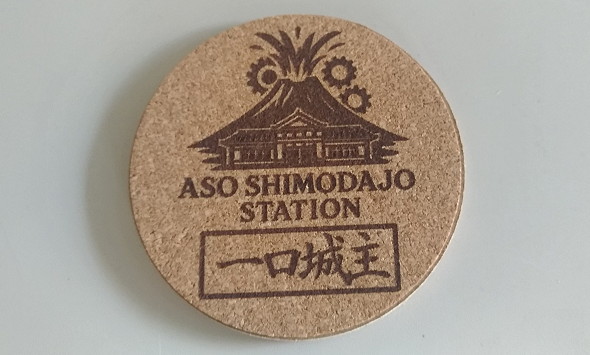 ASO SHIMODAJO
STATION
一口城主